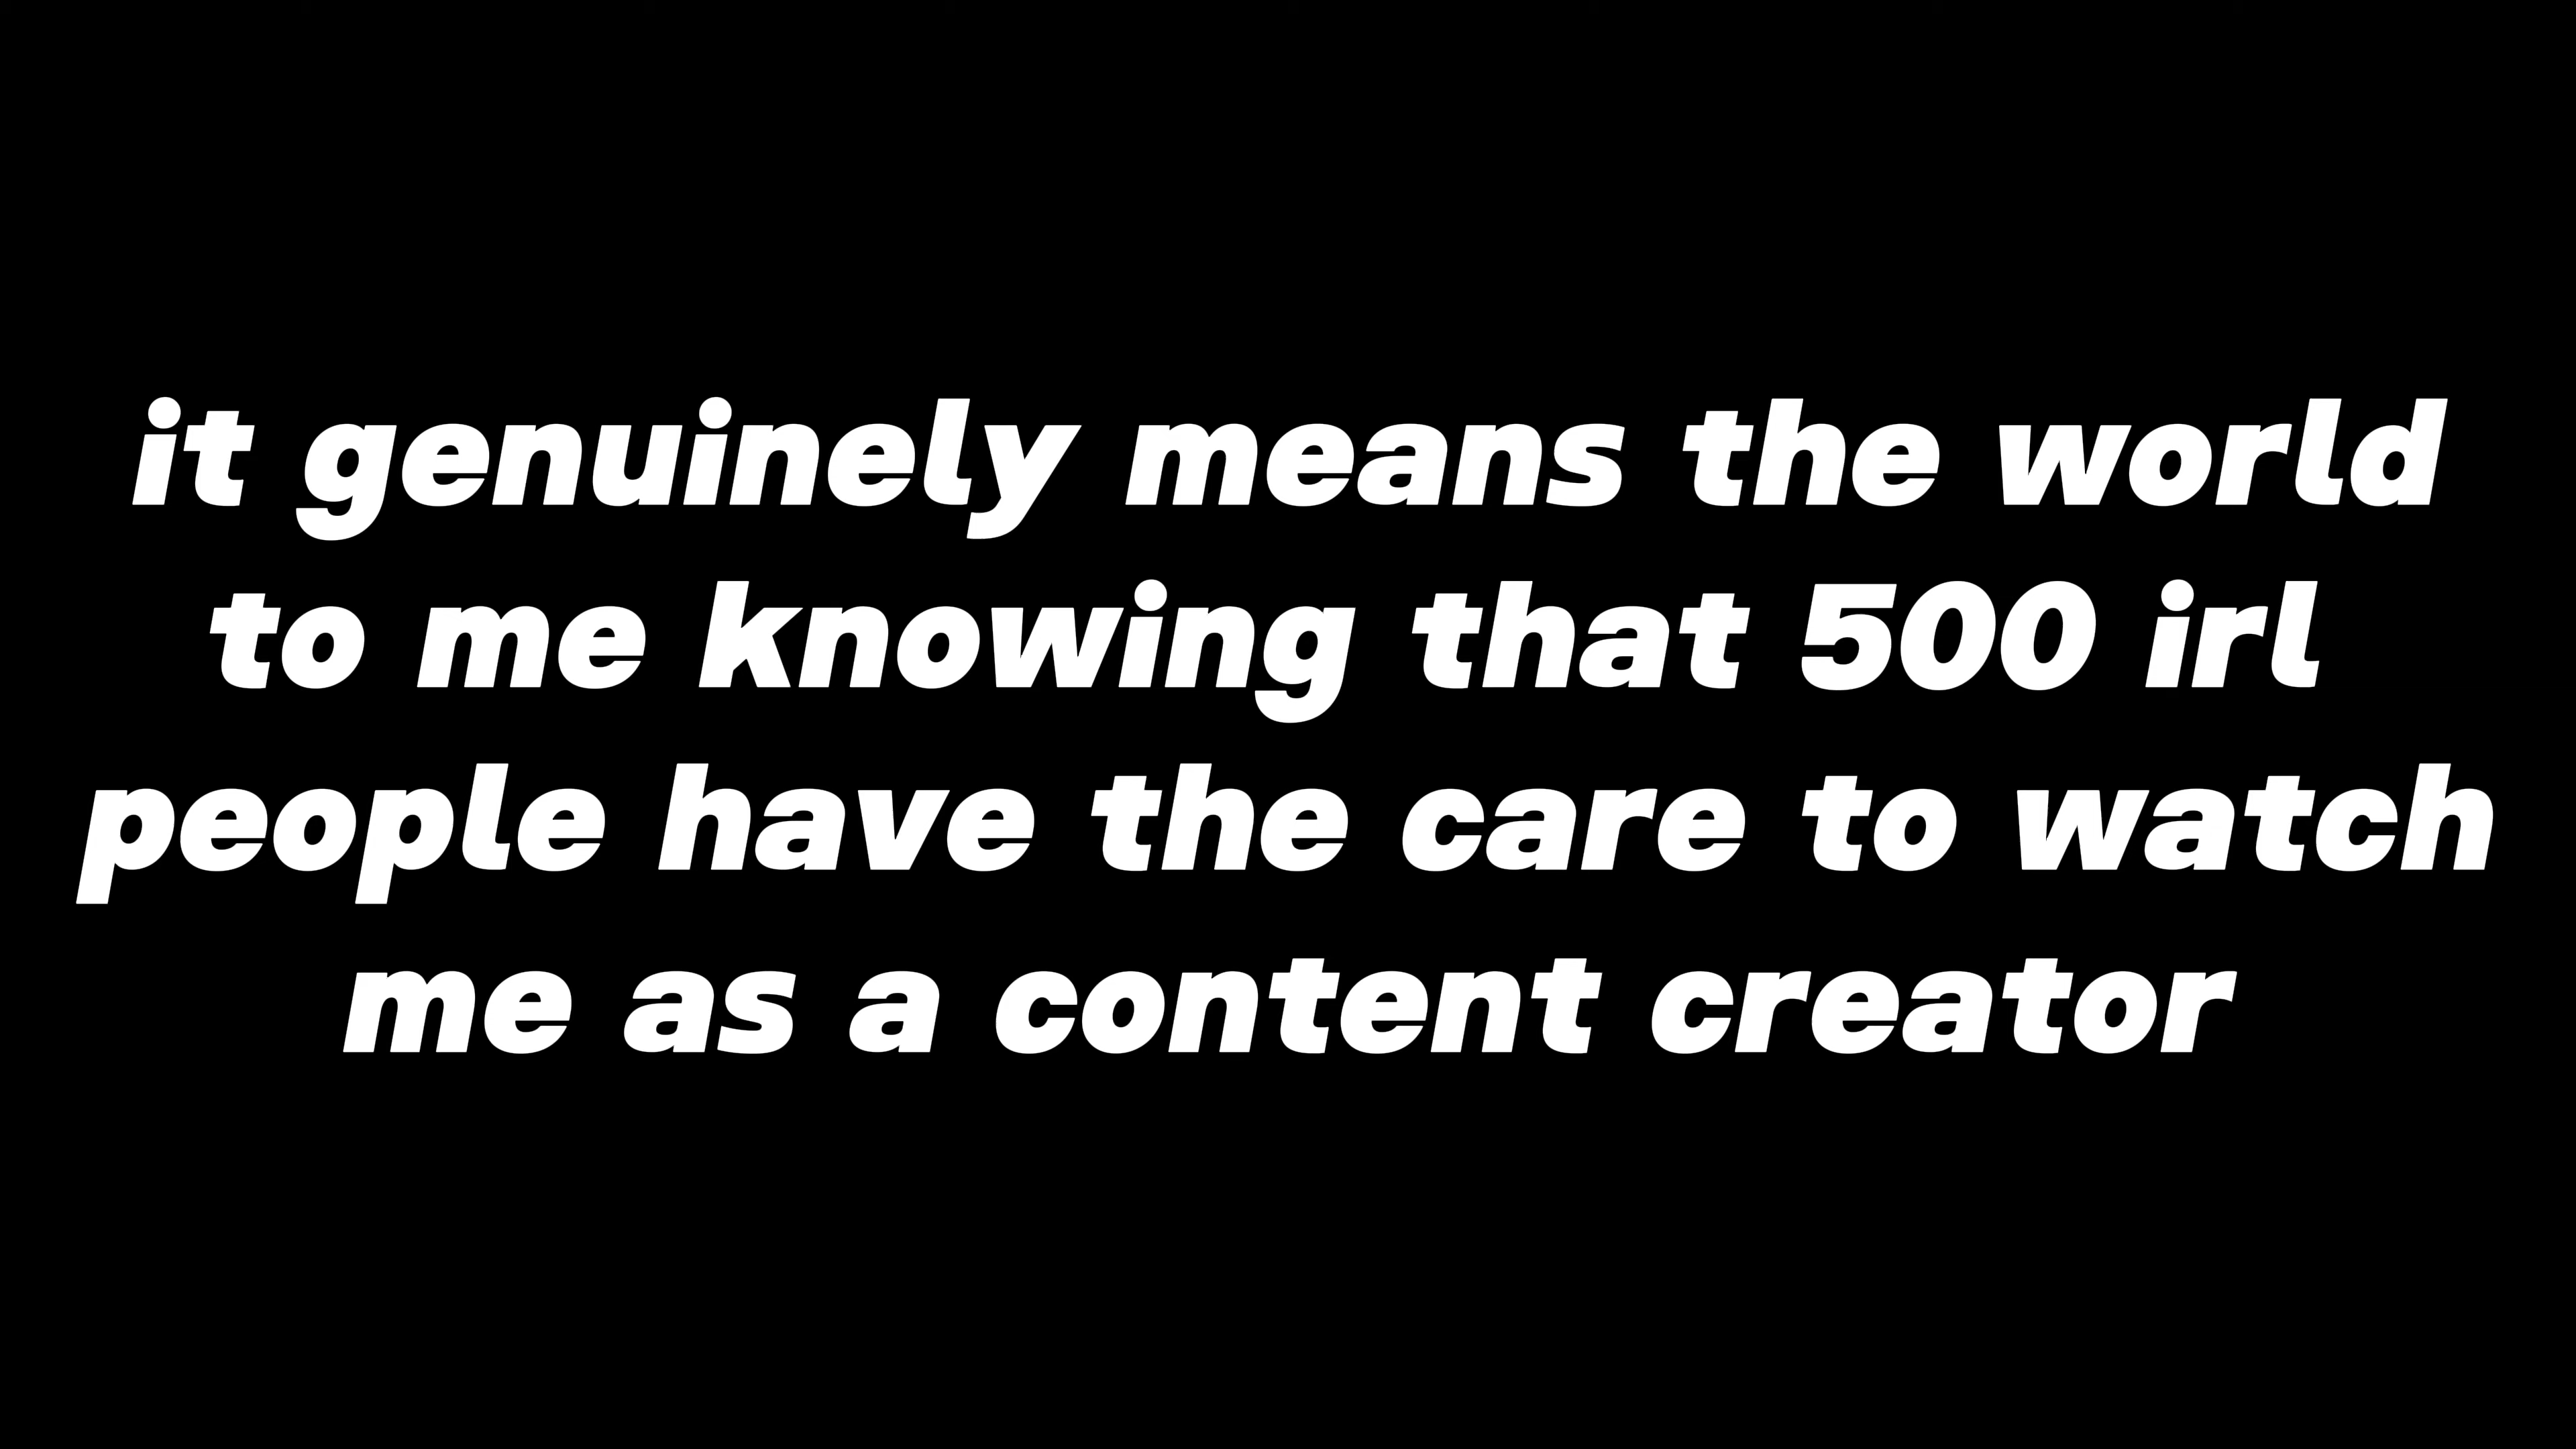 it genuinely means the world
to me knowing that 500 irl
people have the care to watch
me as a content creator